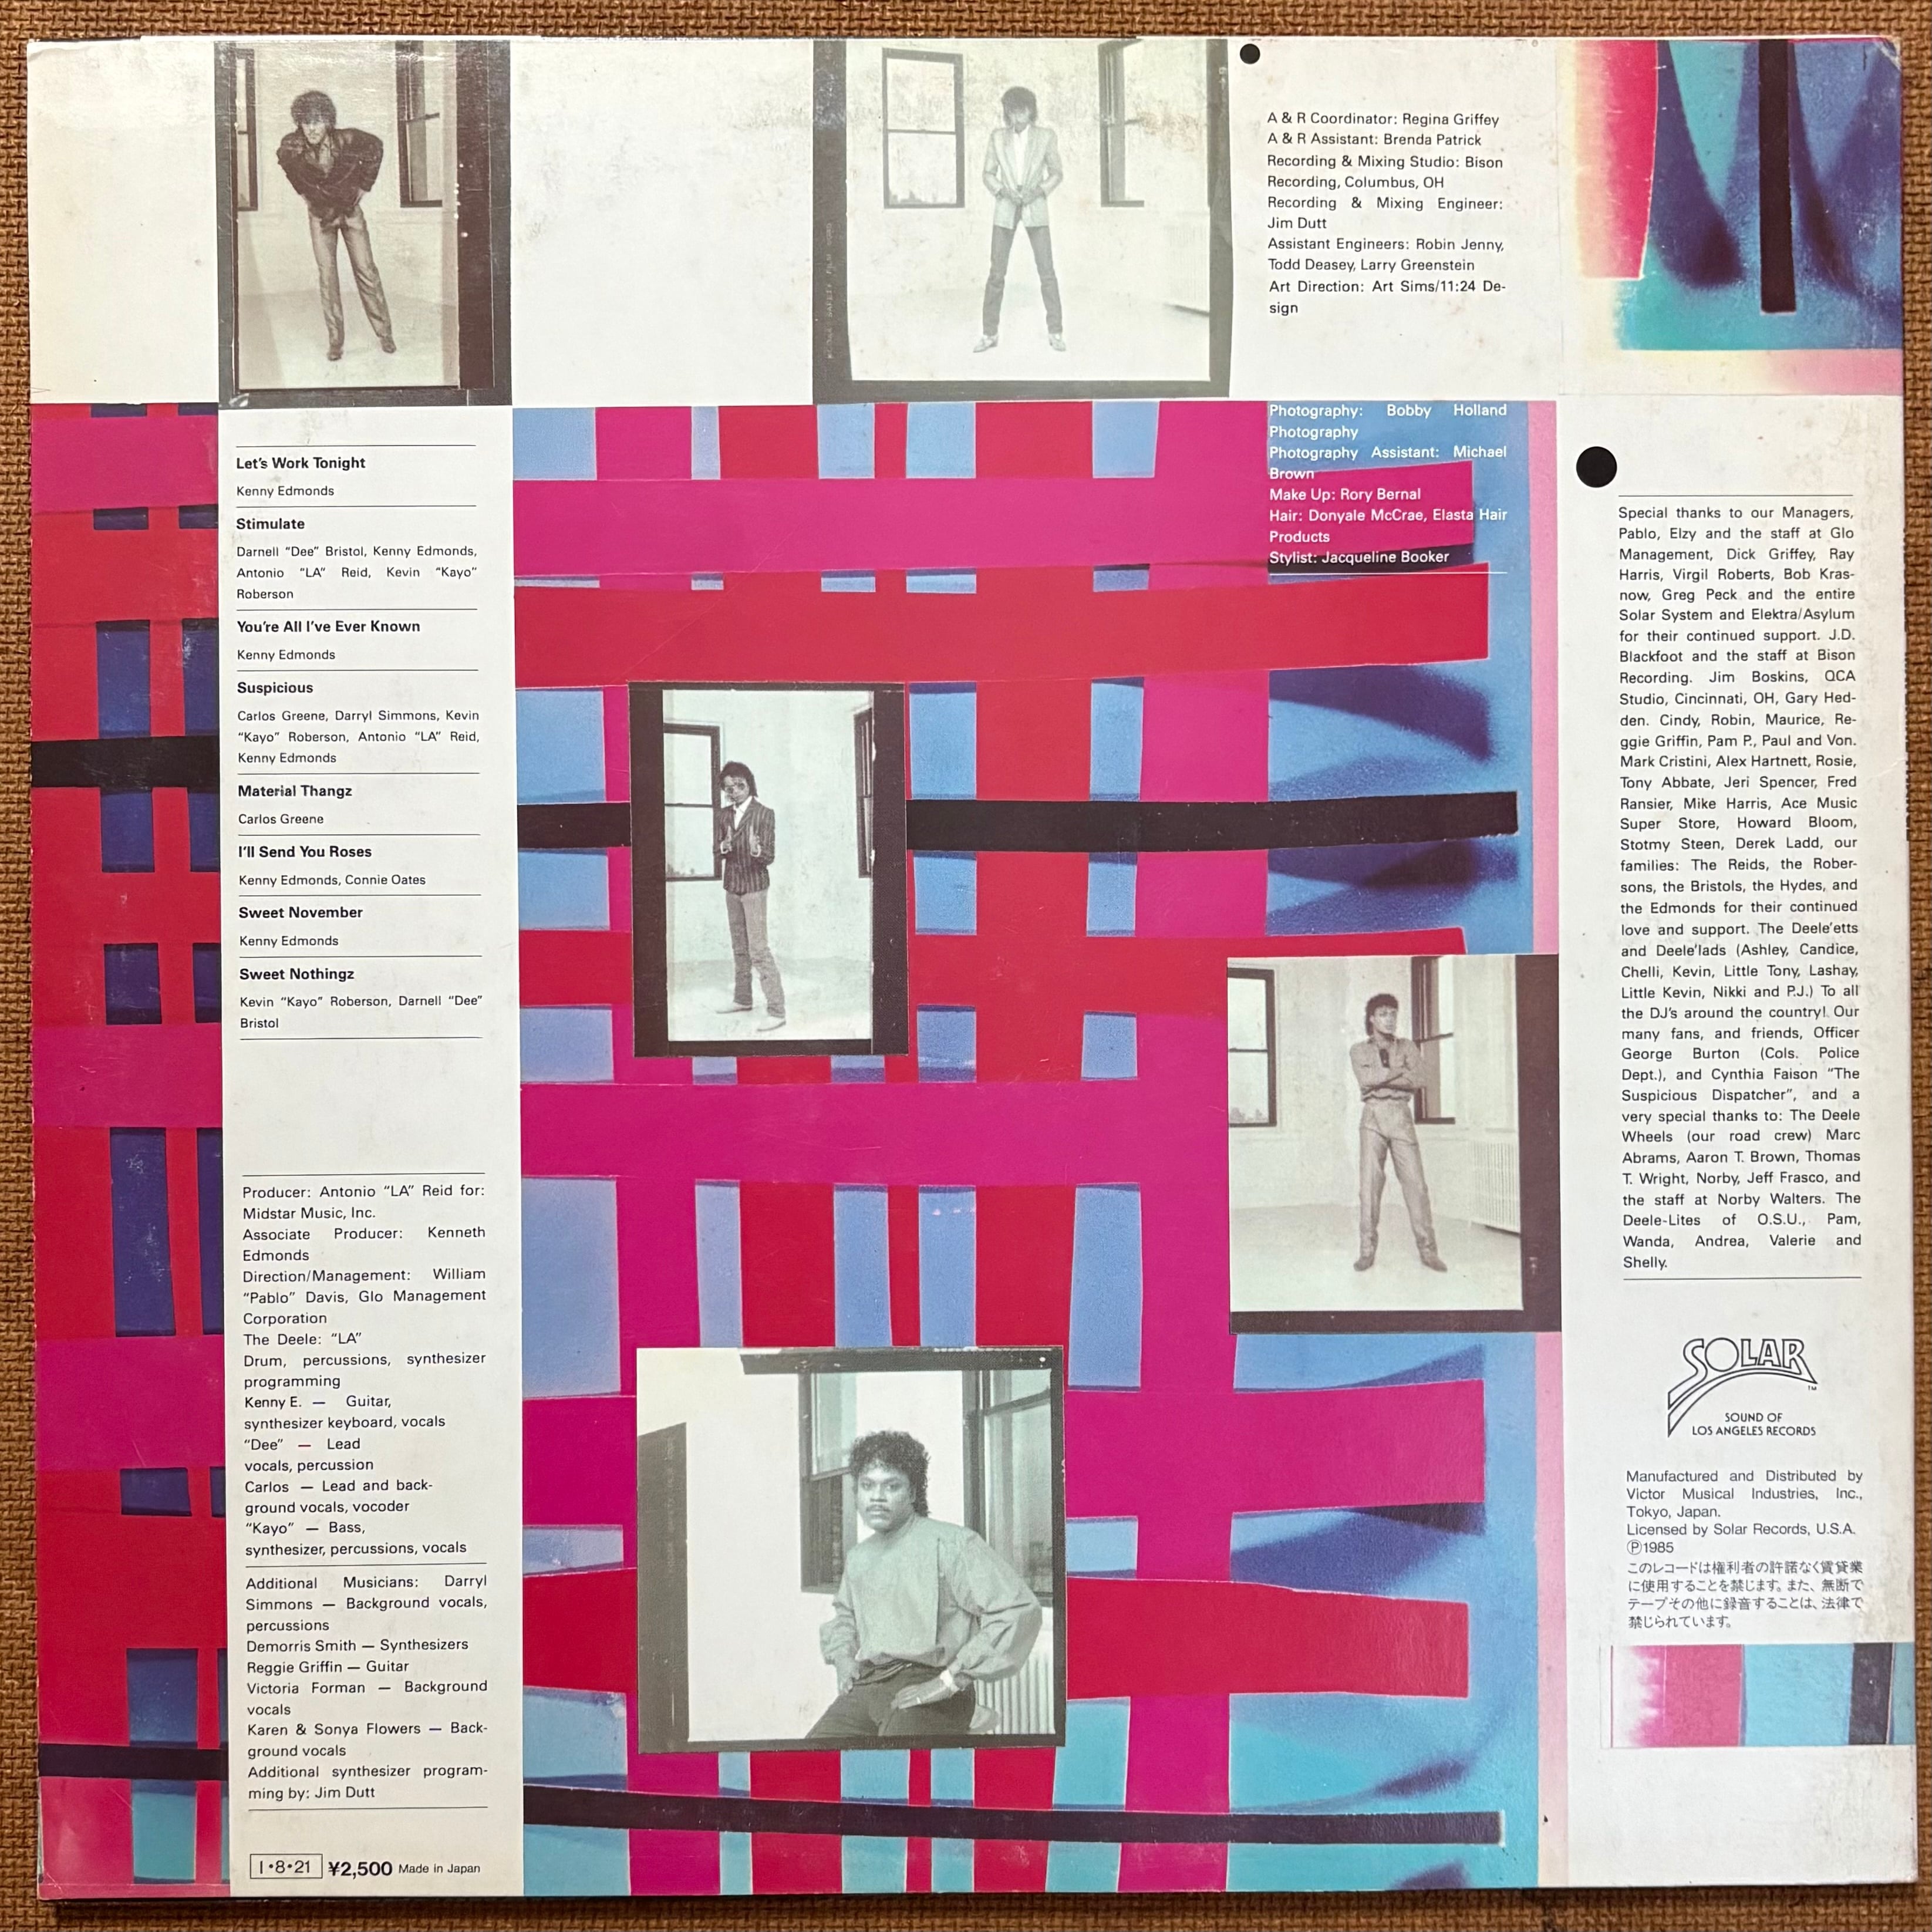 Let's Work Tonight
Kenny Edmonds
Stimulate
Darnell “Dee” Bristol, Kenny Edmonds,
Antonio “LA” Reid, Kevin “Kayo”
Roberson
You're All I've Ever Known
Kenny Edmonds
Suspicious
Carlos Greene, Darryl Simmons, Kevin
“Kayo” Roberson, Antonio “LA” Reid,
Kenny Edmonds
Material Thangz
Carlos Greene
I'll Send You Roses
Kenny Edmonds, Connie Oates
Sweet November
Kenny Edmonds
Sweet Nothingz
Kevin “Kayo” Roberson, Darnell “Dee”
Bristol
Producer: Antonio “LA” Reid for:
Midstar Music, Inc.
Associate Producer: Kenneth
Edmonds
Direction/Management: William
“Pablo” Davis, Glo Management
Corporation
The Deele: “LA”
Drum, percussions, synthesizer
programming
Kenny E. — Guitar,
synthesizer keyboard, vocals
“Dee” — Lead
vocals, percussion
Carlos — Lead and back-
ground vocals, vocoder
“Kayo” — Bass,
synthesizer, percussions, vocals
Additional Musicians: Darryl
Simmons — Background vocals,
percussions
Demorris Smith — Synthesizers
Reggie Griffin — Guitar
Victoria Forman — Background
vocals
Karen & Sonya Flowers — Back-
ground vocals
Additional synthesizer program-
ming by: Jim Dutt
I•8•21 ¥2,500 Made in Japan
A & R Coordinator: Regina Griffey
A & R Assistant: Brenda Patrick
Recording & Mixing Studio: Bison
Recording, Columbus, OH
Recording & Mixing Engineer:
Jim Dutt
Assistant Engineers: Robin Jenny,
Todd Deasey, Larry Greenstein
Art Direction: Art Sims/11:24 De-
sign
Photography: Bobby Holland
Photography
Photography Assistant: Michael
Brown
Make Up: Rory Bernal
Hair: Donyale McCrae, Elasta Hair
Products
Stylist: Jacqueline Booker
Special thanks to our Managers,
Pablo, Elzy and the staff at Glo
Management, Dick Griffey, Ray
Harris, Virgil Roberts, Bob Kras-
now, Greg Peck and the entire
Solar System and Elektra/Asylum
for their continued support. J.D.
Blackfoot and the staff at Bison
Recording. Jim Boskins, QCA
Studio, Cincinnati, OH, Gary Hed-
den. Cindy, Robin, Maurice, Re-
ggie Griffin, Pam P., Paul and Von.
Mark Cristini, Alex Hartnett, Rosie,
Tony Abbate, Jeri Spencer, Fred
Ransier, Mike Harris, Ace Music
Super Store, Howard Bloom,
Stotmy Steen, Derek Ladd, our
families: The Reids, the Rober-
sons, the Bristols, the Hydes, and
the Edmonds for their continued
love and support. The Deele'etts
and Deele'lads (Ashley, Candice,
Chelli, Kevin, Little Tony, Lashay,
Little Kevin, Nikki and P.J.) To all
the DJ's around the country! Our
many fans, and friends, Officer
George Burton (Cols. Police
Dept.), and Cynthia Faison “The
Suspicious Dispatcher”, and a
very special thanks to: The Deele
Wheels (our road crew) Marc
Abrams, Aaron T. Brown, Thomas
T. Wright, Norby, Jeff Frasco, and
the staff at Norby Walters. The
Deele-Lites of O.S.U., Pam,
Wanda, Andrea, Valerie and
Shelly.
SOLAR TM
SOUND OF
LOS ANGELES RECORDS
Manufactured and Distributed by
Victor Musical Industries, Inc.,
Tokyo, Japan.
Licensed by Solar Records, U.S.A.
Ⓟ1985
このレコードは権利者の許諾なく賃貸業
に使用することを禁じます。また、無断で
テープその他に録音することは、法律で
禁じられています。